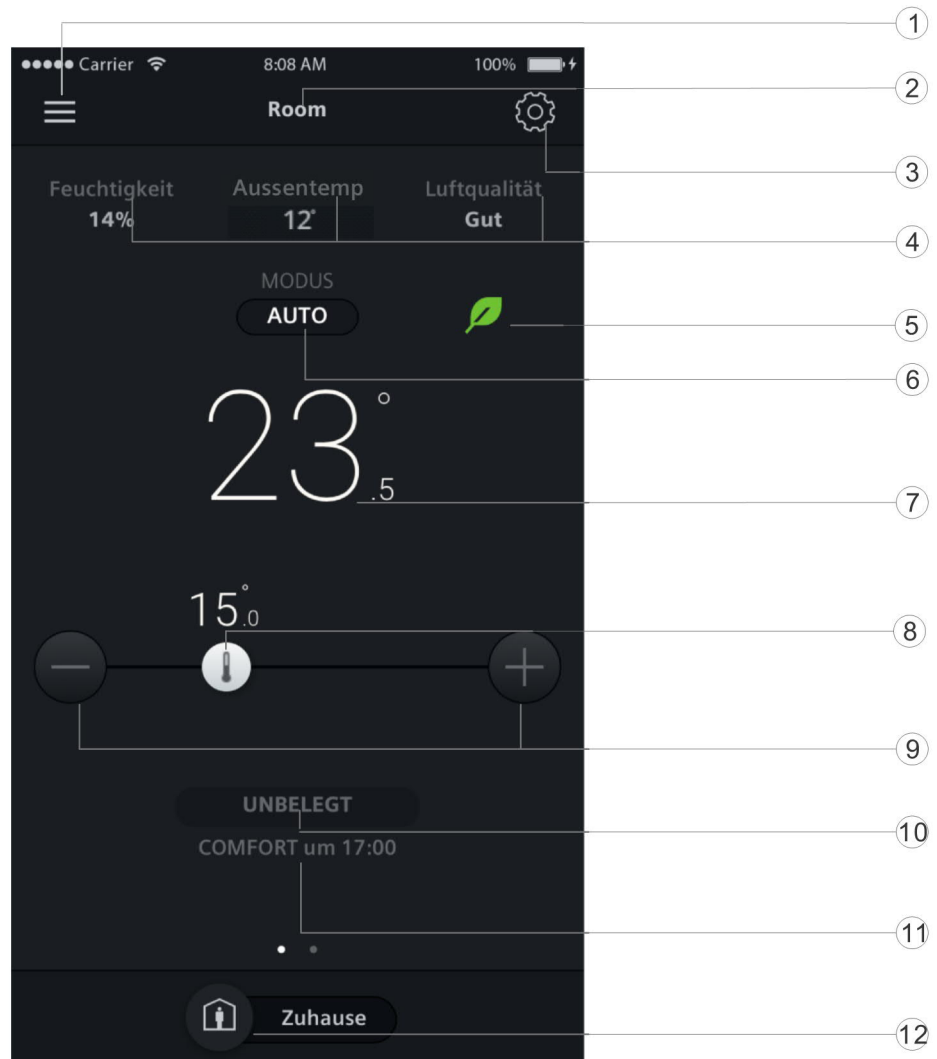 1
Carrier 8:08 AM 100%
2
Room
3
Feuchtigkeit Aussentemp Luftqualität
14% 12° Gut
4
MODUS
AUTO
5
6
23.5°
7
15.0°
8
9
UNBELEGT
10
COMFORT um 17:00
11
Zuhause
12